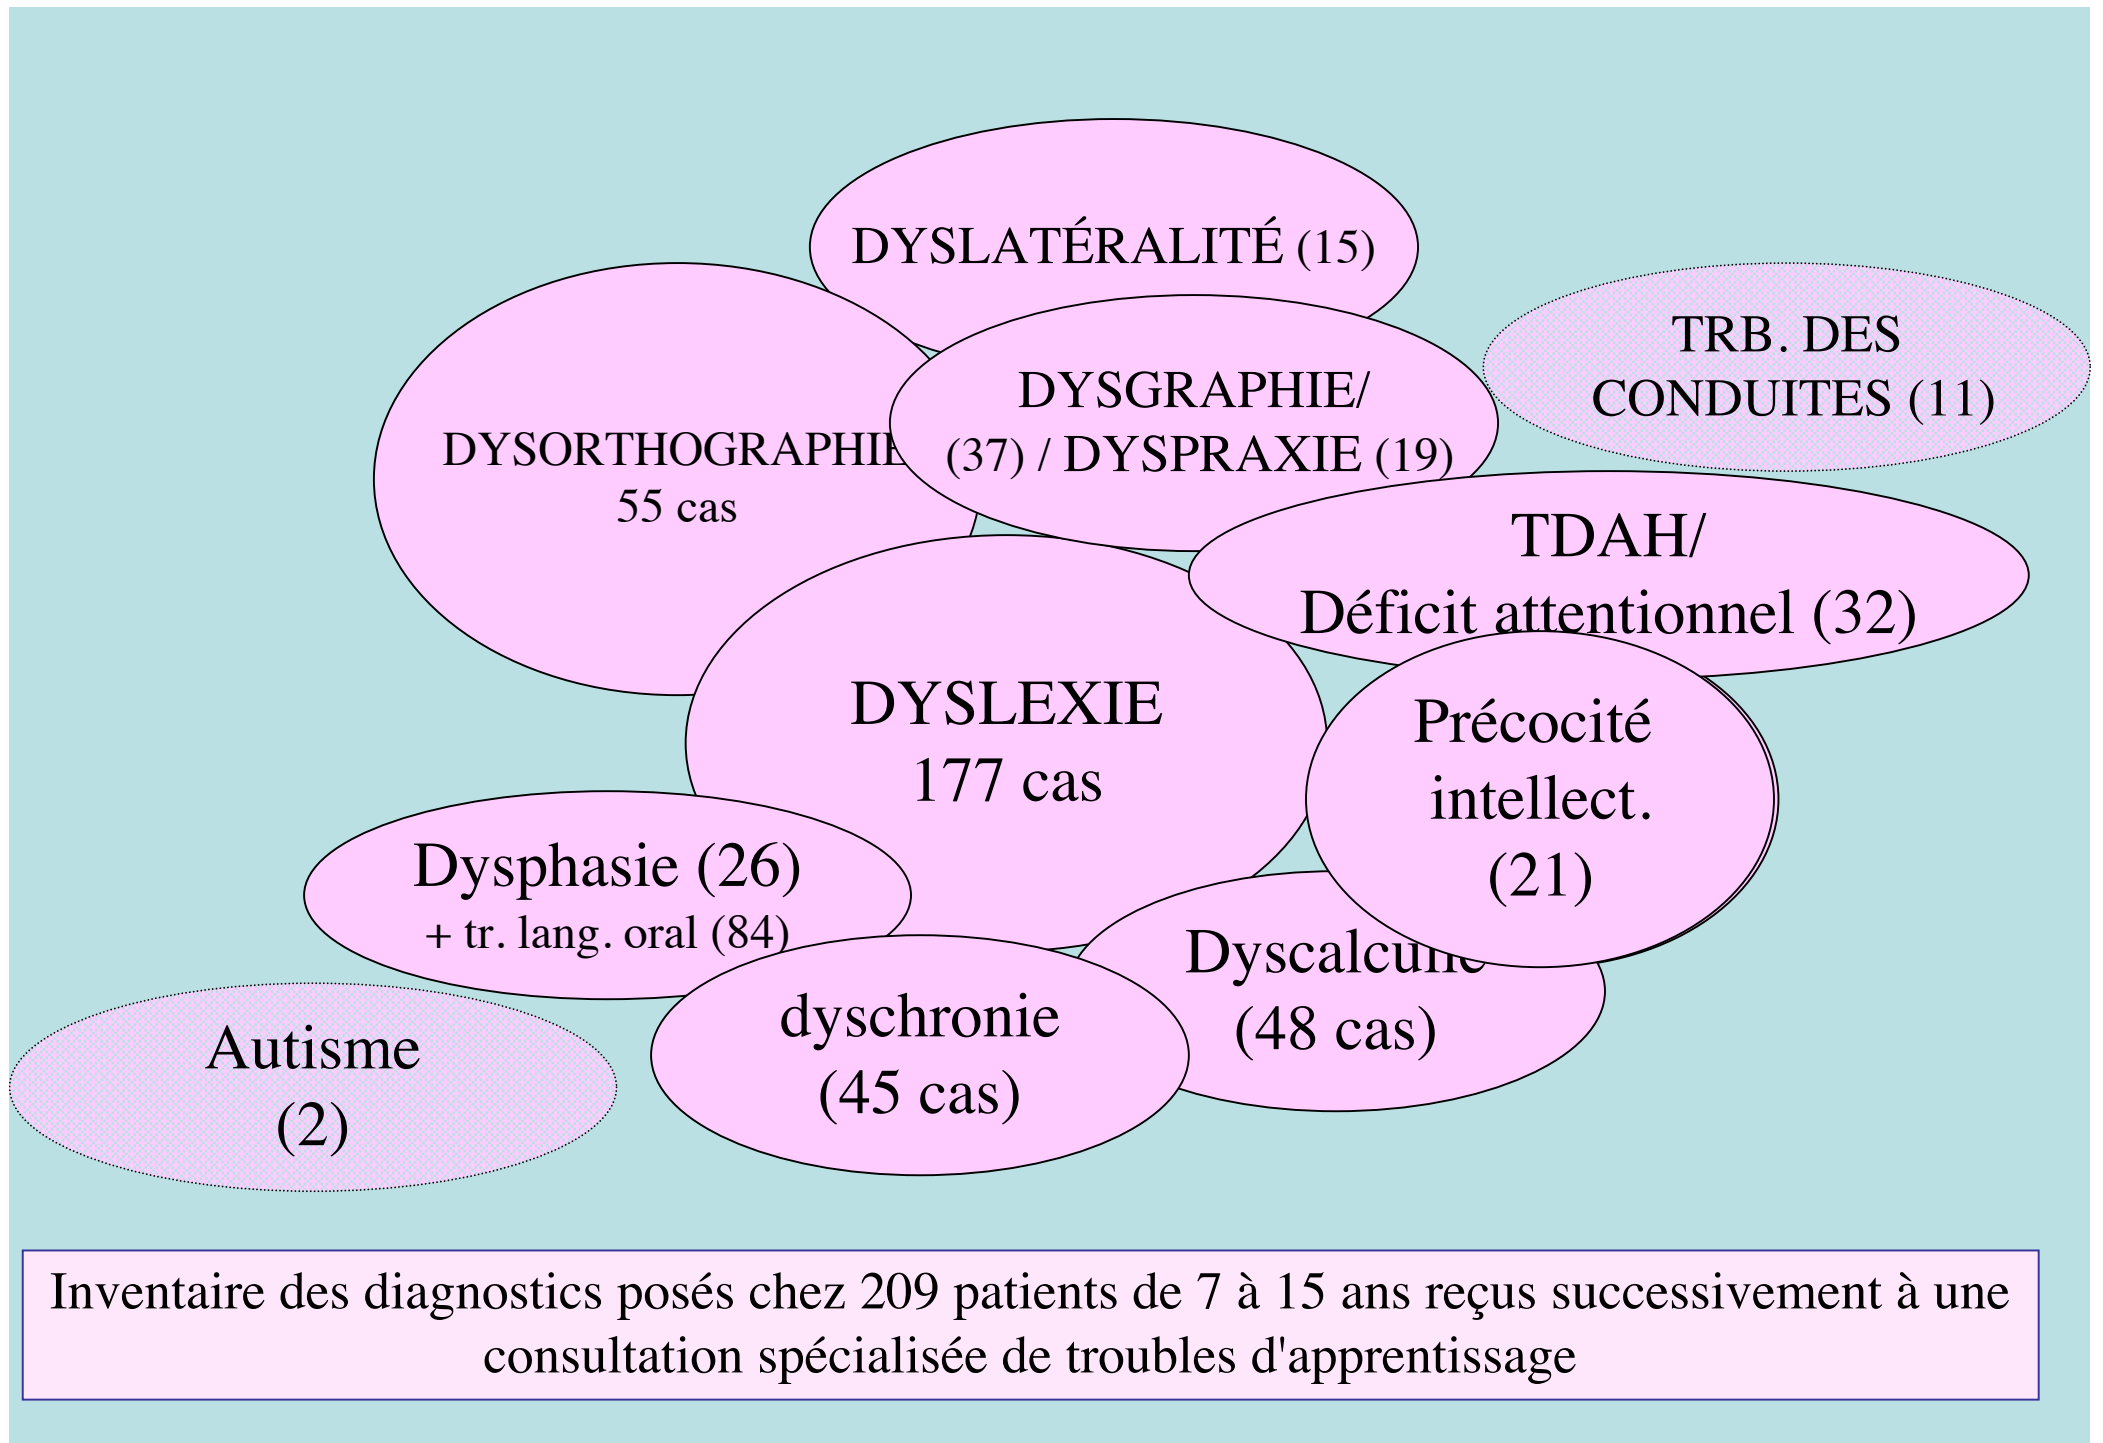 DYSLATÉRALITÉ (15)
TRB. DES
CONDUITES (11)
DYSGRAPHIE/
(37) / DYSPRAXIE (19)
DYSORTHOGRAPHIE
55 cas
TDAH/
Déficit attentionnel (32)
DYSLEXIE
177 cas
Précocité
intellect.
(21)
Dysphasie (26)
+ tr. lang. oral (84)
Dyscalculie
(48 cas)
dyschronie
(45 cas)
Autisme
(2)
Inventaire des diagnostics posés chez 209 patients de 7 à 15 ans reçus successivement à une
consultation spécialisée de troubles d'apprentissage